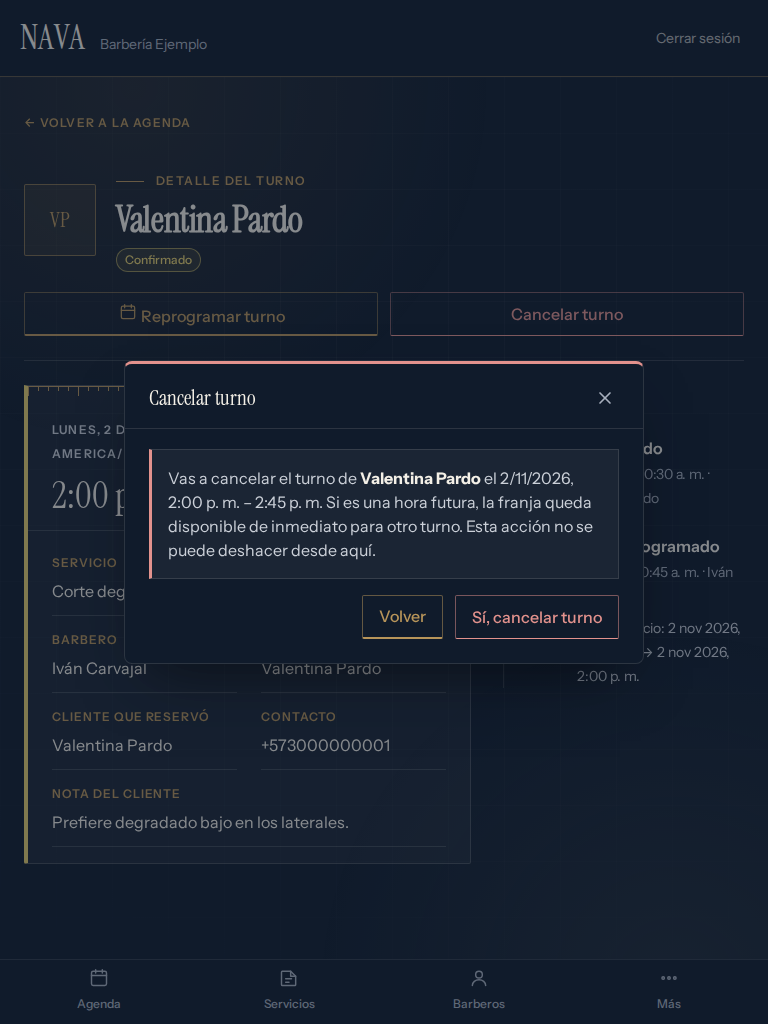 NAVA Barbería Ejemplo
Cerrar sesión
← VOLVER A LA AGENDA
VP
DETALLE DEL TURNO
Valentina Pardo
Confirmado
Reprogramar turno
Cancelar turno
Cancelar turno
Vas a cancelar el turno de Valentina Pardo el 2/11/2026,
2:00 p. m. – 2:45 p. m. Si es una hora futura, la franja queda
disponible de inmediato para otro turno. Esta acción no se
puede deshacer desde aquí.
Volver
Sí, cancelar turno
LUNES, 2 D
AMERICA/
2:00 p
SERVICIO
Corte deg
BARBERO
Iván Carvajal
Valentina Pardo
CLIENTE QUE RESERVÓ
Valentina Pardo
CONTACTO
+573000000001
NOTA DEL CLIENTE
Prefiere degradado bajo en los laterales.
do
0:30 a. m. ·
do
ogramado
0:45 a. m. · Iván
cio: 2 nov 2026,
→ 2 nov 2026,
2:00 p. m.
Agenda
Servicios
Barberos
Más